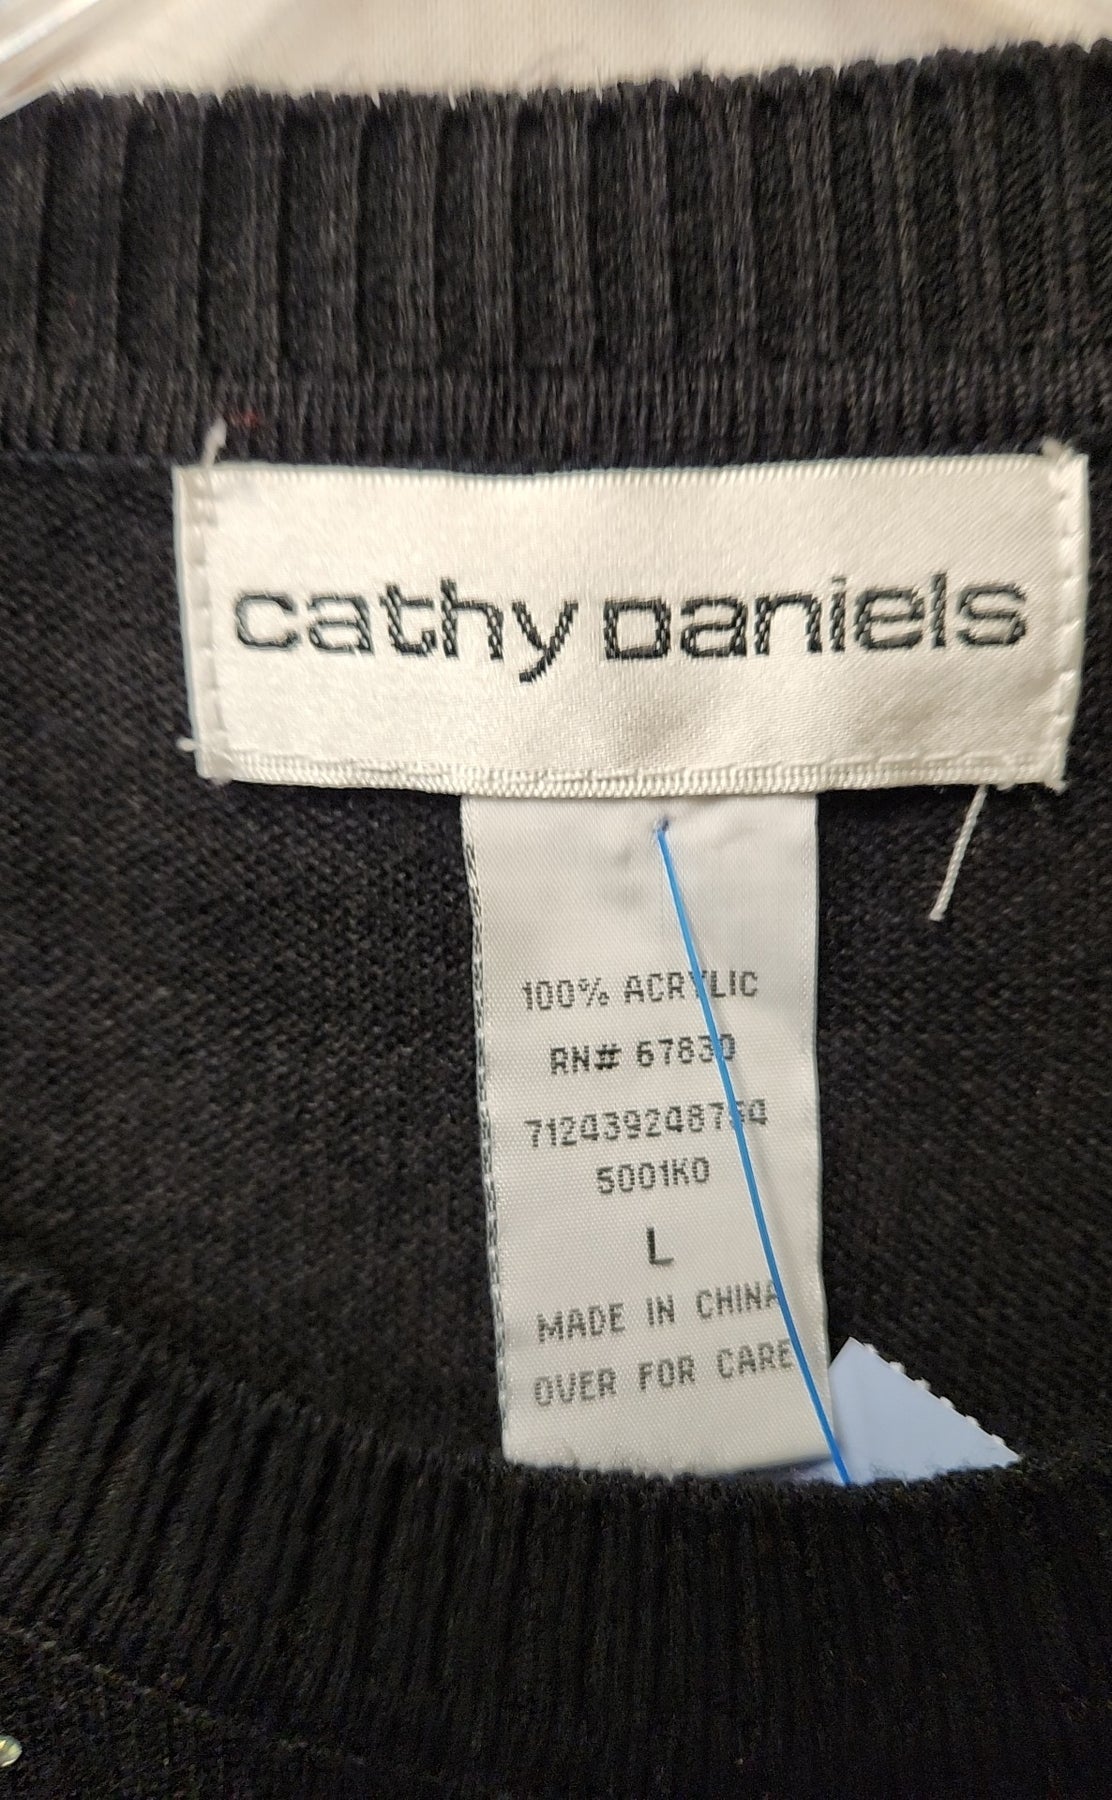 cathy Daniels
100% ACRYLIC
RN# 67830
5001K0
L
MADE IN CHINA
OVER FOR CARE